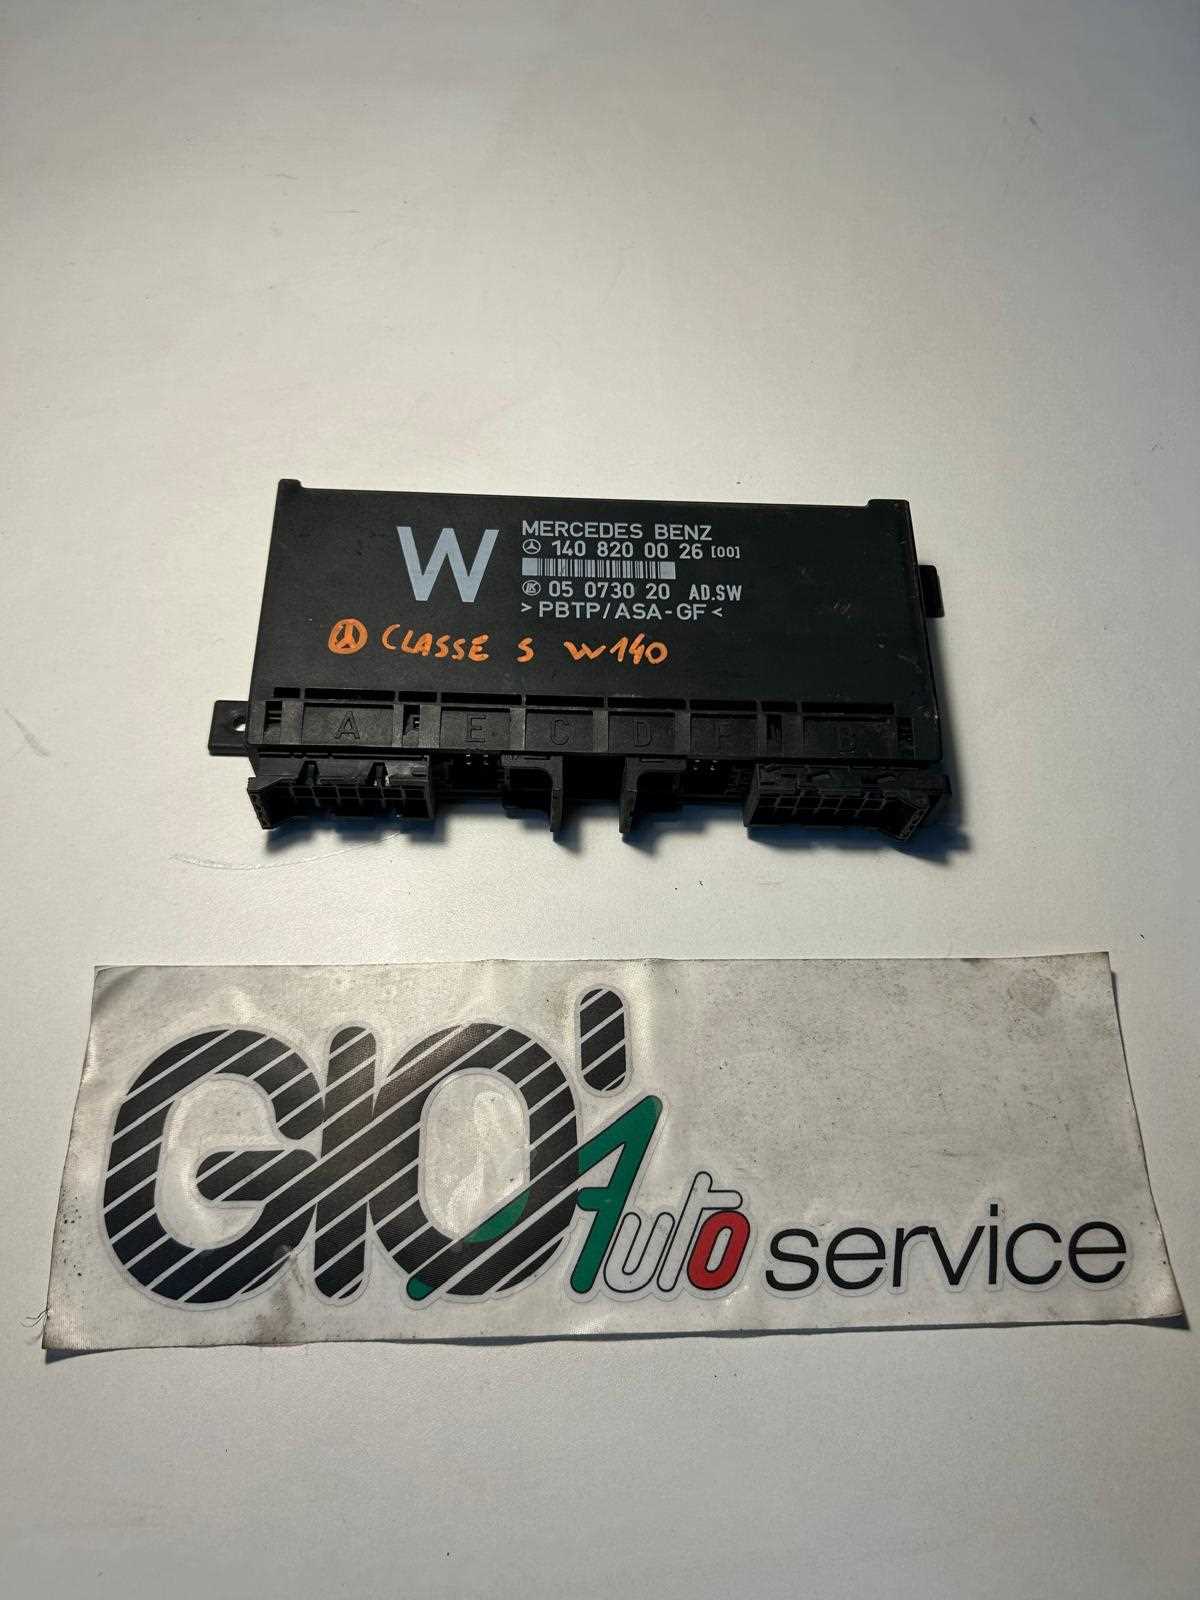 W
MERCEDES BENZ
140 820 00 26 [00]
05 0730 20 AD.SW
>PBTP/ASA-GF<
CLASSE S W140
A E C D F B
GIO'
Auto service